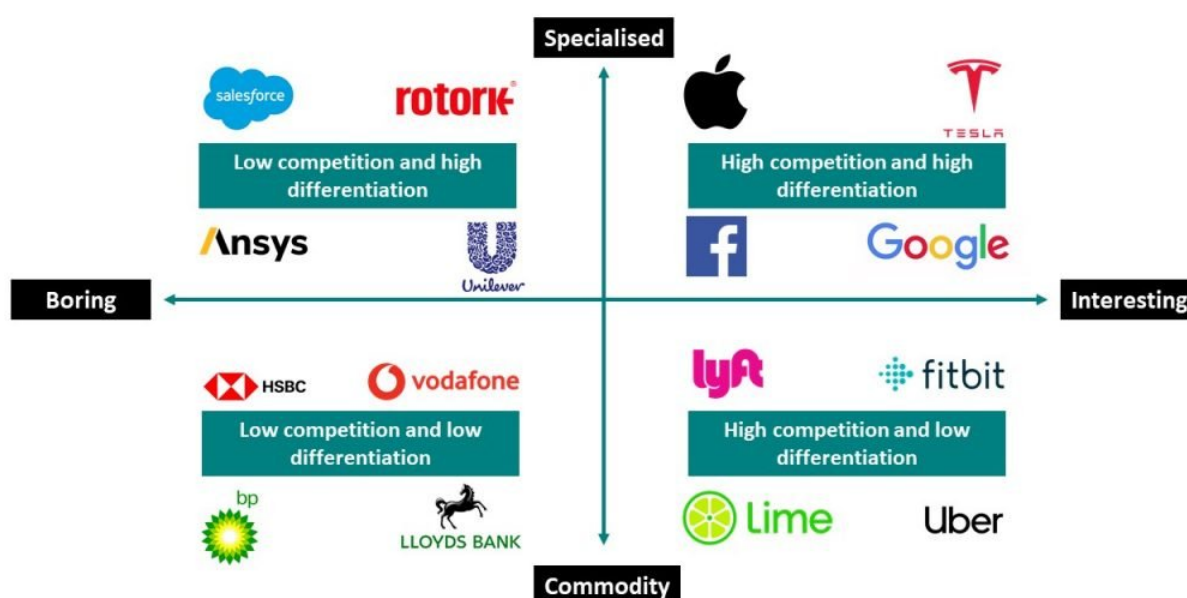 Specialised
salesforce
rotork®
TESLA
Low competition and high
differentiation
High competition and high
differentiation
Ansys
Unilever
f
Google
Boring
Interesting
HSBC
vodafone
lyft
fitbit
Low competition and low
differentiation
High competition and low
differentiation
bp
LLOYDS BANK
Lime
Uber
Commodity